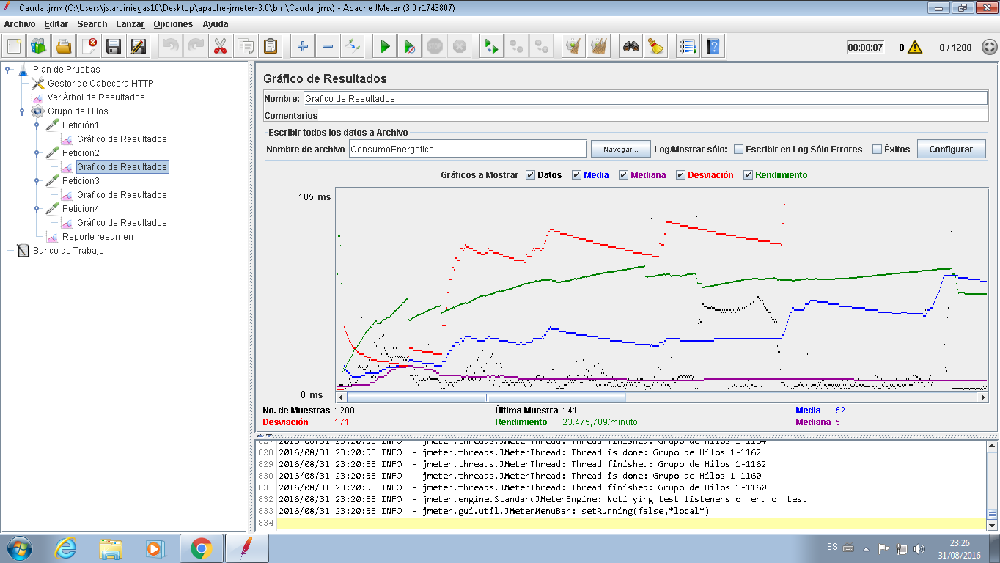 Caudal.jmx (C:\Users\js.arciniegas10\Desktop\apache-jmeter-3.0\bin\Caudal.jmx) - Apache JMeter (3.0 r1743807)
Archivo Editar Search Lanzar Opciones Ayuda
00:00:07 0 0 / 1200
Plan de Pruebas
Gestor de Cabecera HTTP
Ver Árbol de Resultados
Grupo de Hilos
Petición1
Gráfico de Resultados
Peticion2
Gráfico de Resultados
Peticion3
Gráfico de Resultados
Peticion4
Gráfico de Resultados
Reporte resumen
Banco de Trabajo
Gráfico de Resultados
Nombre: Gráfico de Resultados
Comentarios
Escribir todos los datos a Archivo
Nombre de archivo ConsumoEnergetico Navegar... Log/Mostrar sólo: Escribir en Log Sólo Errores Éxitos Configurar
Gráficos a Mostrar Datos Media Mediana Desviación Rendimiento
105 ms
0 ms
No. de Muestras 1200 Última Muestra 141 Media 52
Desviación 171 Rendimiento 23.475,709/minuto Mediana 5
827 2016/08/31 23:20:53 INFO - jmeter.threads.JMeterThread: Thread finished: Grupo de Hilos 1-1164
828 2016/08/31 23:20:53 INFO - jmeter.threads.JMeterThread: Thread is done: Grupo de Hilos 1-1162
829 2016/08/31 23:20:53 INFO - jmeter.threads.JMeterThread: Thread finished: Grupo de Hilos 1-1162
830 2016/08/31 23:20:53 INFO - jmeter.threads.JMeterThread: Thread is done: Grupo de Hilos 1-1160
831 2016/08/31 23:20:53 INFO - jmeter.threads.JMeterThread: Thread finished: Grupo de Hilos 1-1160
832 2016/08/31 23:20:53 INFO - jmeter.engine.StandardJMeterEngine: Notifying test listeners of end of test
833 2016/08/31 23:20:53 INFO - jmeter.gui.util.JMeterMenuBar: setRunning(false,*local*)
834
ES
23:26
31/08/2016